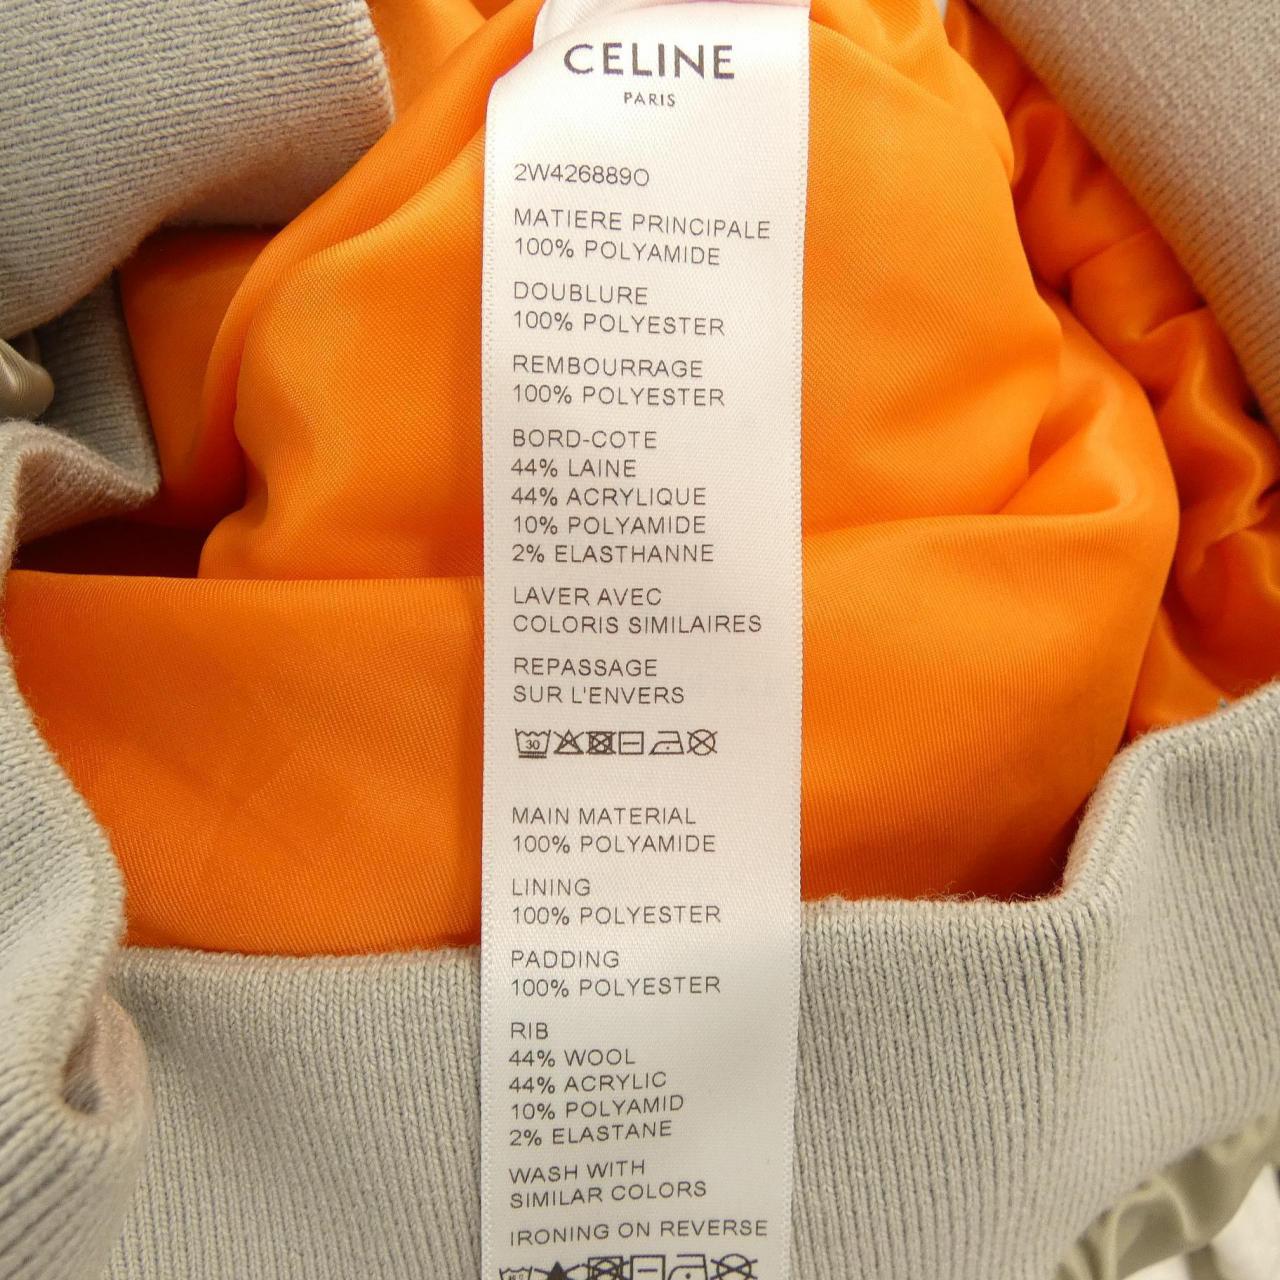 CELINE
PARIS
2W426889O
MATIERE PRINCIPALE
100% POLYAMIDE
DOUBLURE
100% POLYESTER
REMBOURRAGE
100% POLYESTER
BORD-COTE
44% LAINE
44% ACRYLIQUE
10% POLYAMIDE
2% ELASTHANNE
LAVER AVEC
COLORIS SIMILAIRES
REPASSAGE
SUR L'ENVERS
30
MAIN MATERIAL
100% POLYAMIDE
LINING
100% POLYESTER
PADDING
100% POLYESTER
RIB
44% WOOL
44% ACRYLIC
10% POLYAMID
2% ELASTANE
WASH WITH
SIMILAR COLORS
IRONING ON REVERSE